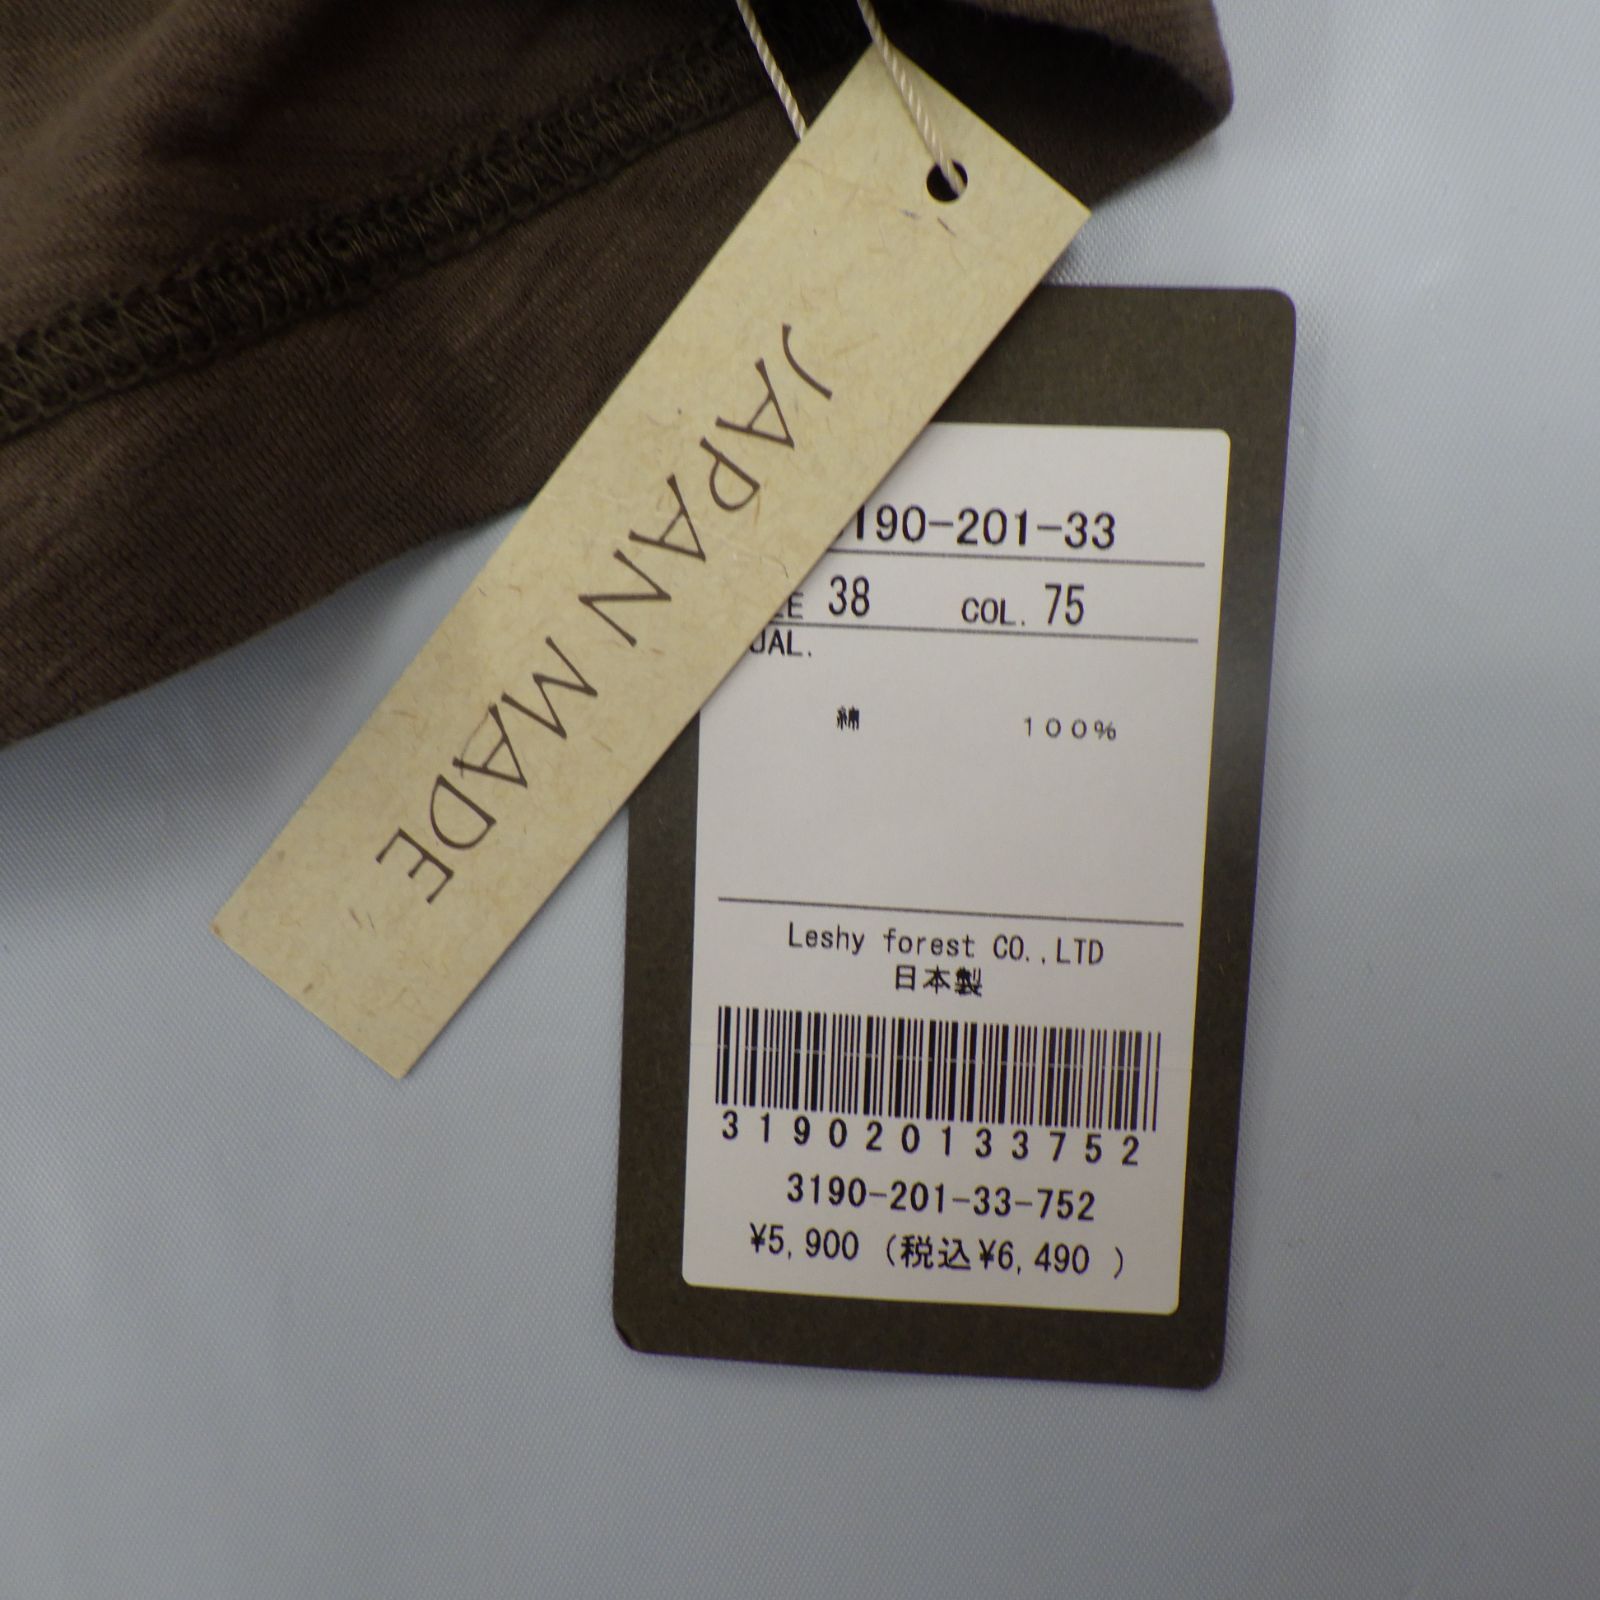 JAPAN MADE
190-201-33
38 COL. 75
綿 100%
Leshy forest CO.,LTD
日本製
319020133752
3190-201-33-752
¥5,900 (税込¥6,490 )